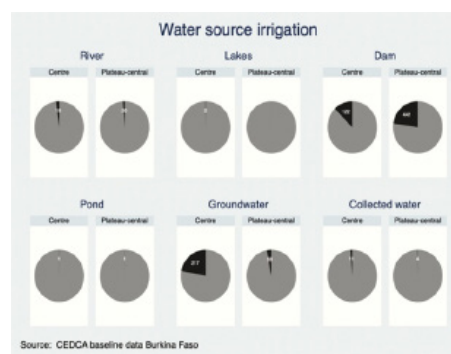 Water source irrigation
River Lakes Dam
Centre Plateau-central Centre Plateau-central Centre Plateau-central
Pond Groundwater Collected water
Centre Plateau-central Centre Plateau-central Centre Plateau-central
Source: CEDCA baseline data Burkina Faso